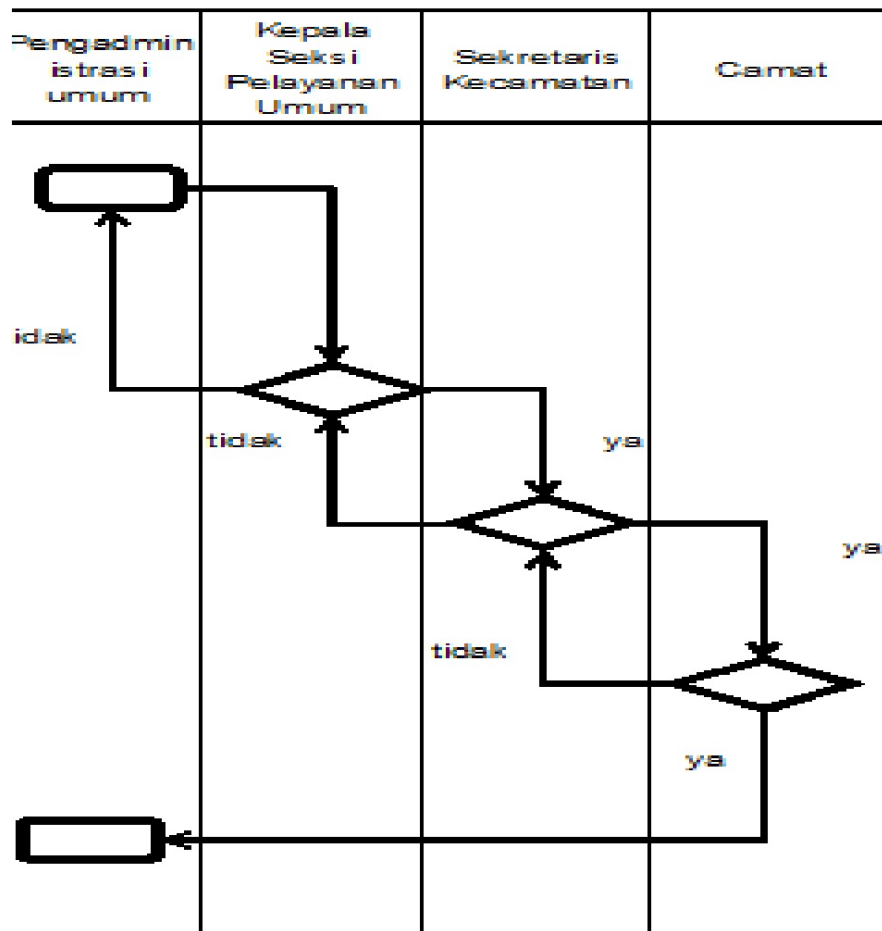 Pengadmin
istrasi
umum
Kepala
Seksi
Pelayanan
Umum
Sekretaris
Kecamatan
Camat
idak
tidak
ya
ya
tidak
ya